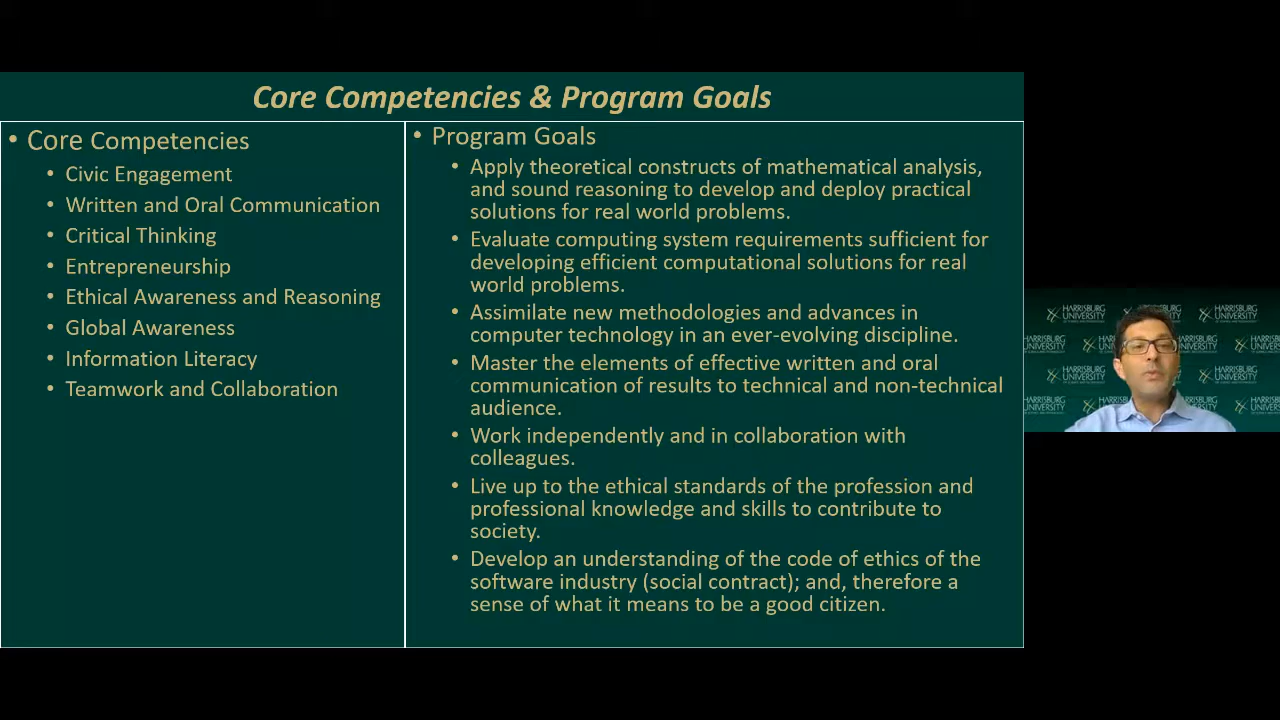 Core Competencies & Program Goals
• Core Competencies
• Civic Engagement
• Written and Oral Communication
• Critical Thinking
• Entrepreneurship
• Ethical Awareness and Reasoning
• Global Awareness
• Information Literacy
• Teamwork and Collaboration
• Program Goals
• Apply theoretical constructs of mathematical analysis,
and sound reasoning to develop and deploy practical
solutions for real world problems.
• Evaluate computing system requirements sufficient for
developing efficient computational solutions for real
world problems.
• Assimilate new methodologies and advances in
computer technology in an ever-evolving discipline.
• Master the elements of effective written and oral
communication of results to technical and non-technical
audience.
• Work independently and in collaboration with
colleagues.
• Live up to the ethical standards of the profession and
professional knowledge and skills to contribute to
society.
• Develop an understanding of the code of ethics of the
software industry (social contract); and, therefore a
sense of what it means to be a good citizen.
HARRISBURG
UNIVERSITY